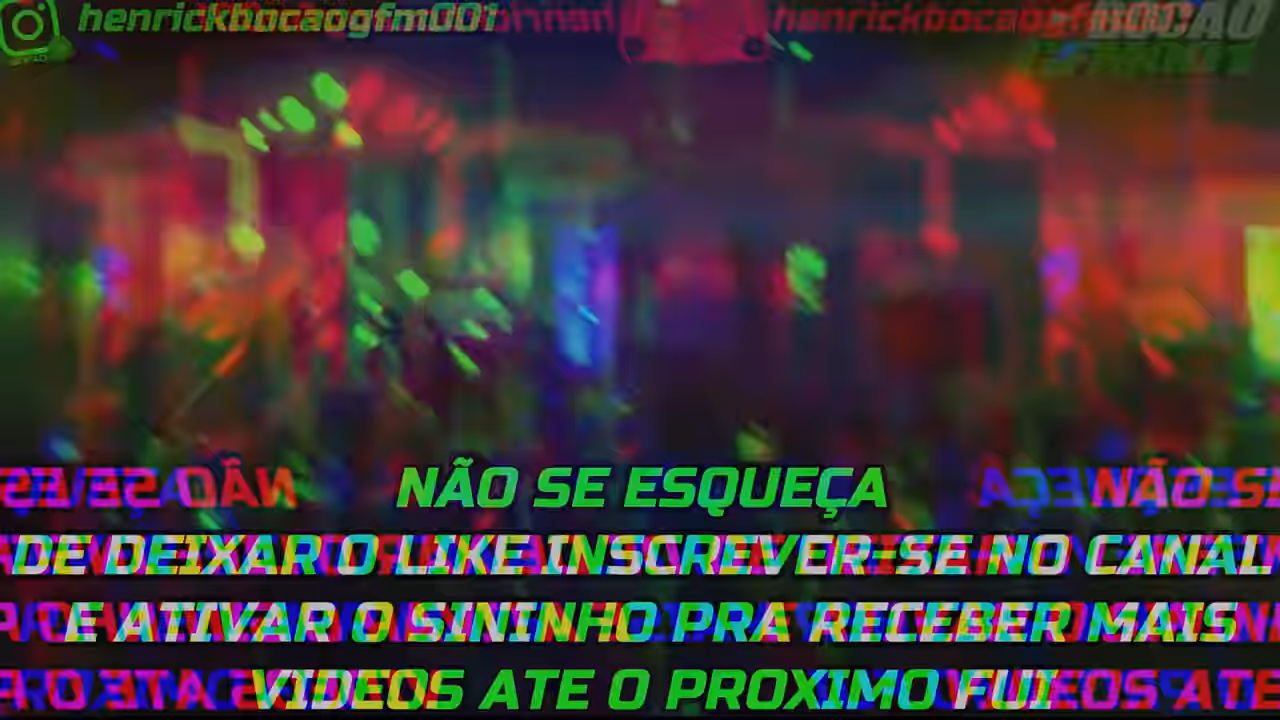 henrickbocaogfm001
henrickbocaogfm001
BOCAO
NÃO SE ESQUEÇA
DE DEIXAR O LIKE INSCREVER-SE NO CANAL
E ATIVAR O SININHO PRA RECEBER MAIS
VIDEOS ATE O PROXIMO FUI